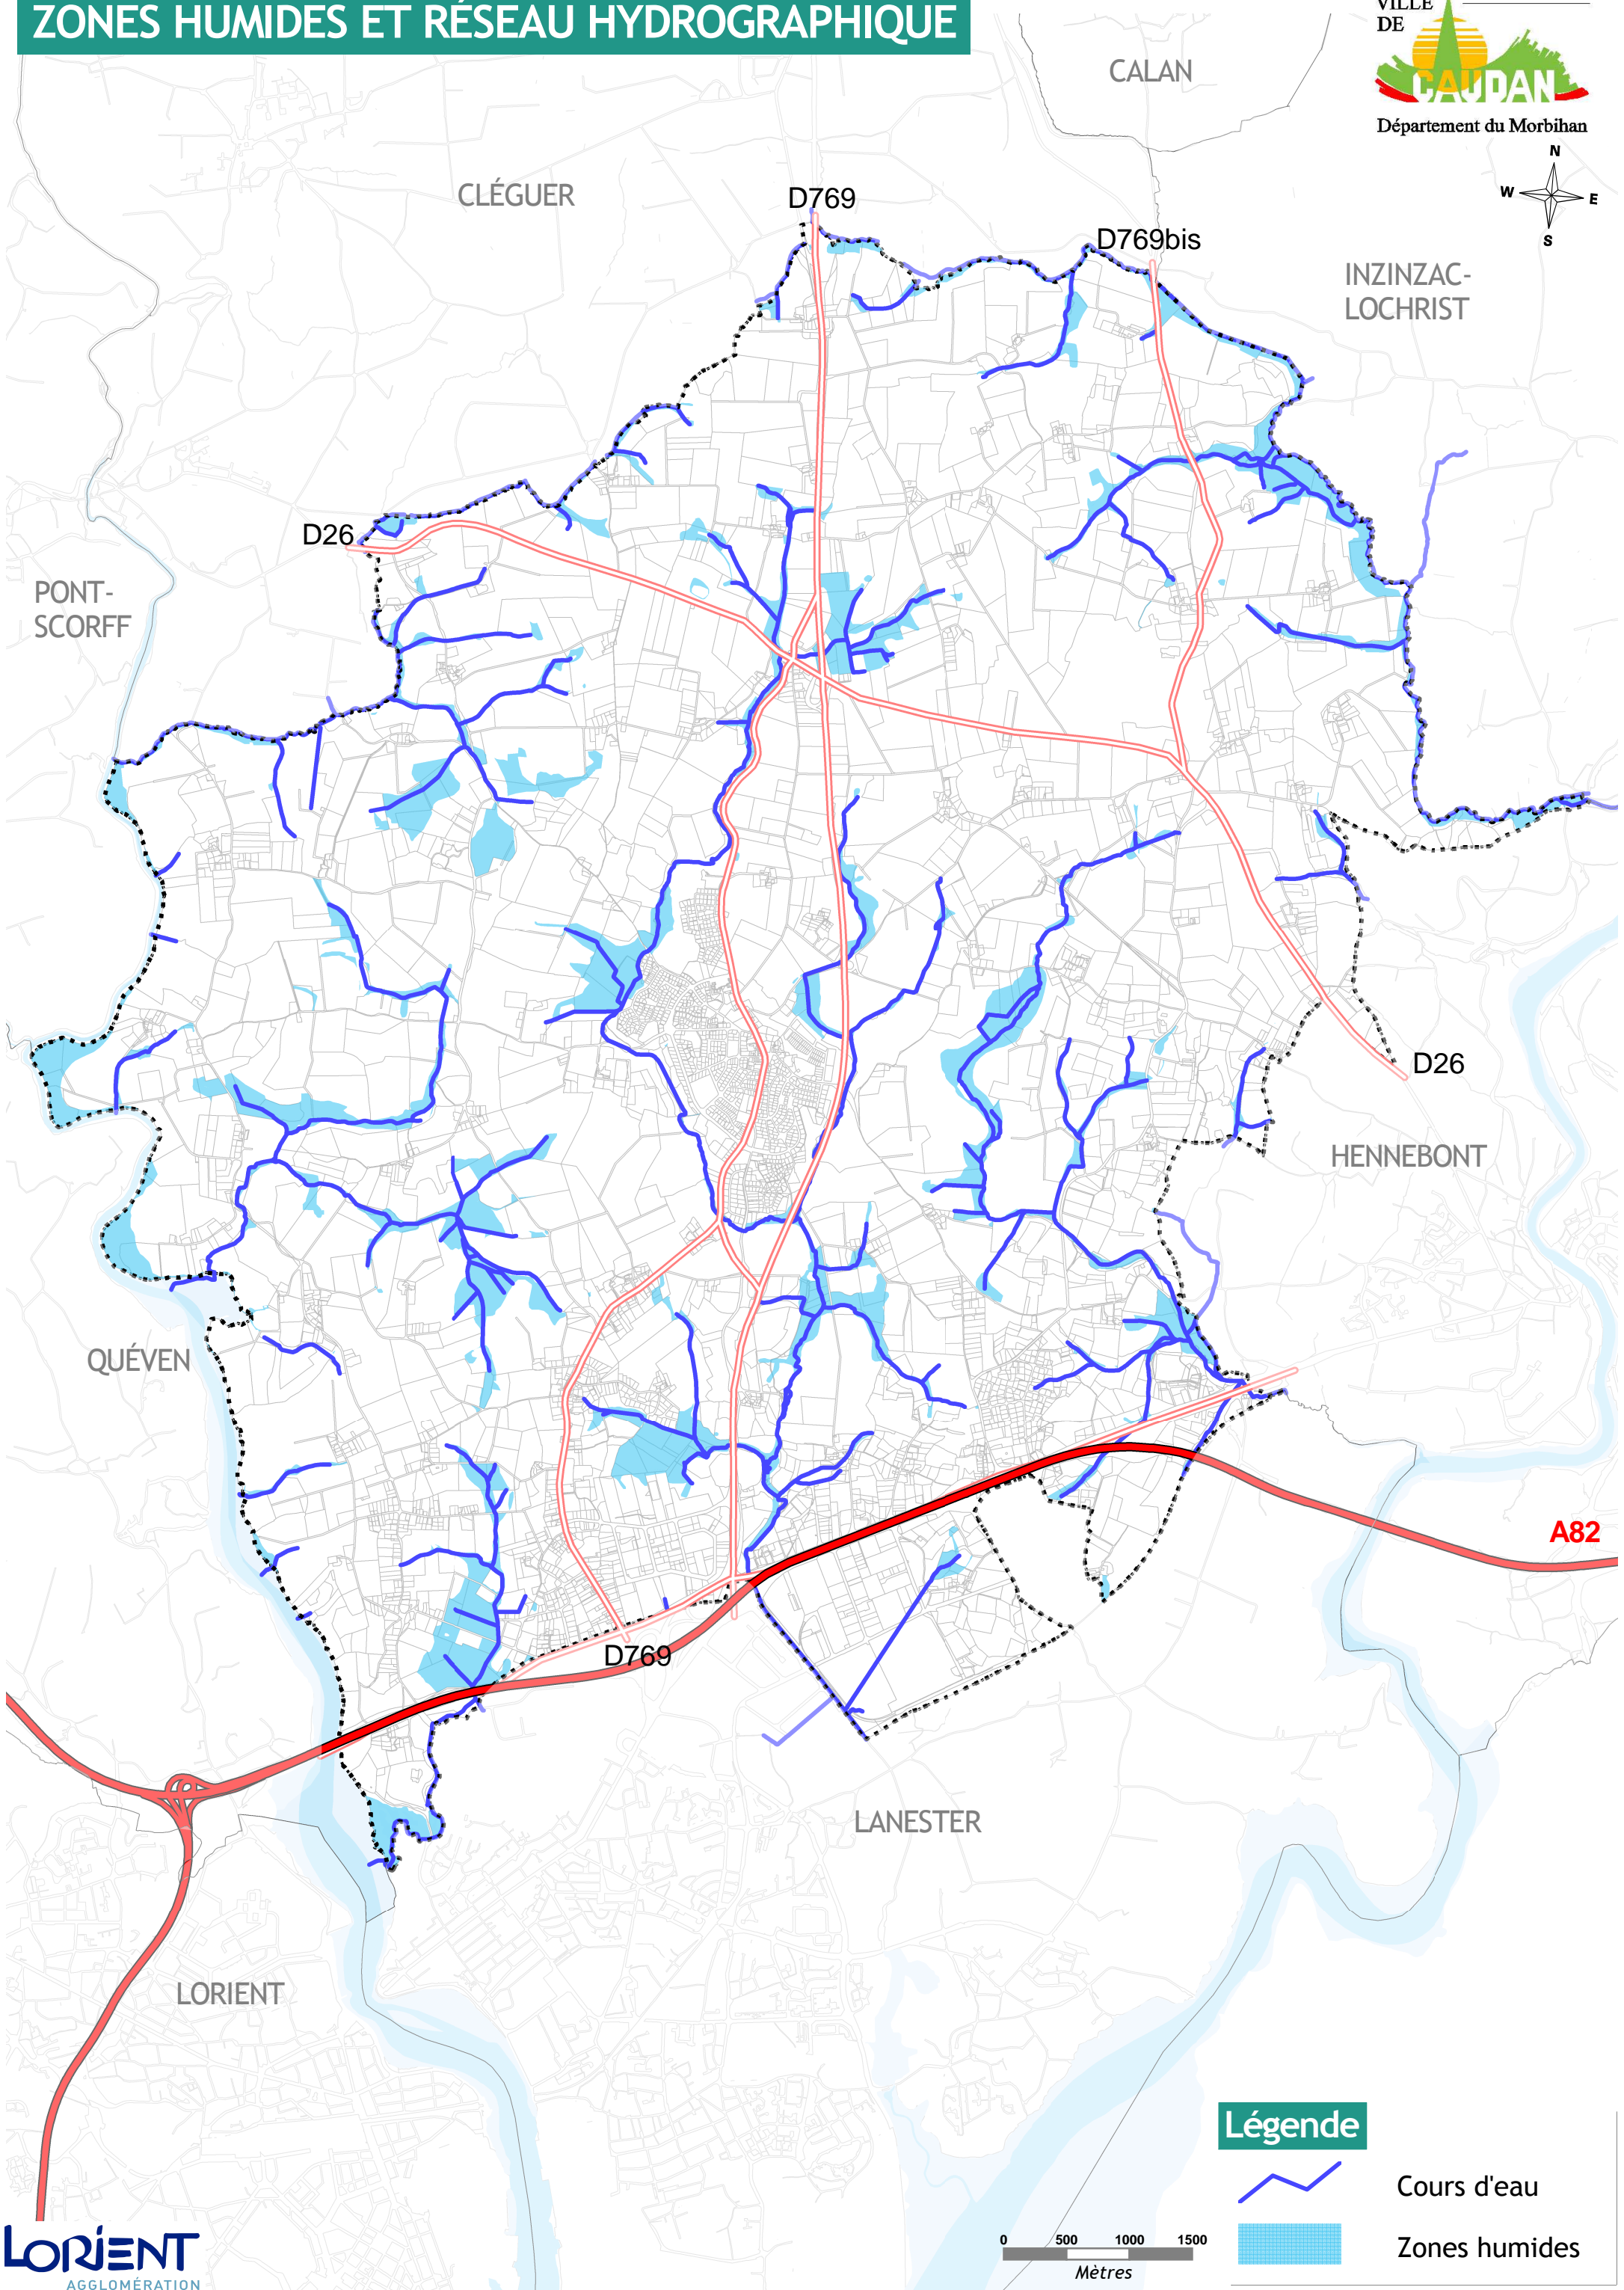 ZONES HUMIDES ET RÉSEAU HYDROGRAPHIQUE
VILLE
DE
CAUDAN
Département du Morbihan
N
W
E
S
CALAN
CLÉGUER
D769
D769bis
INZINZAC-
LOCHRIST
D26
PONT-
SCORFF
D26
HENNEBONT
QUÉVEN
A82
D769
LANESTER
LORIENT
Légende
Cours d'eau
Zones humides
0 500 1000 1500
Mètres
LORIENT
AGGLOMÉRATION